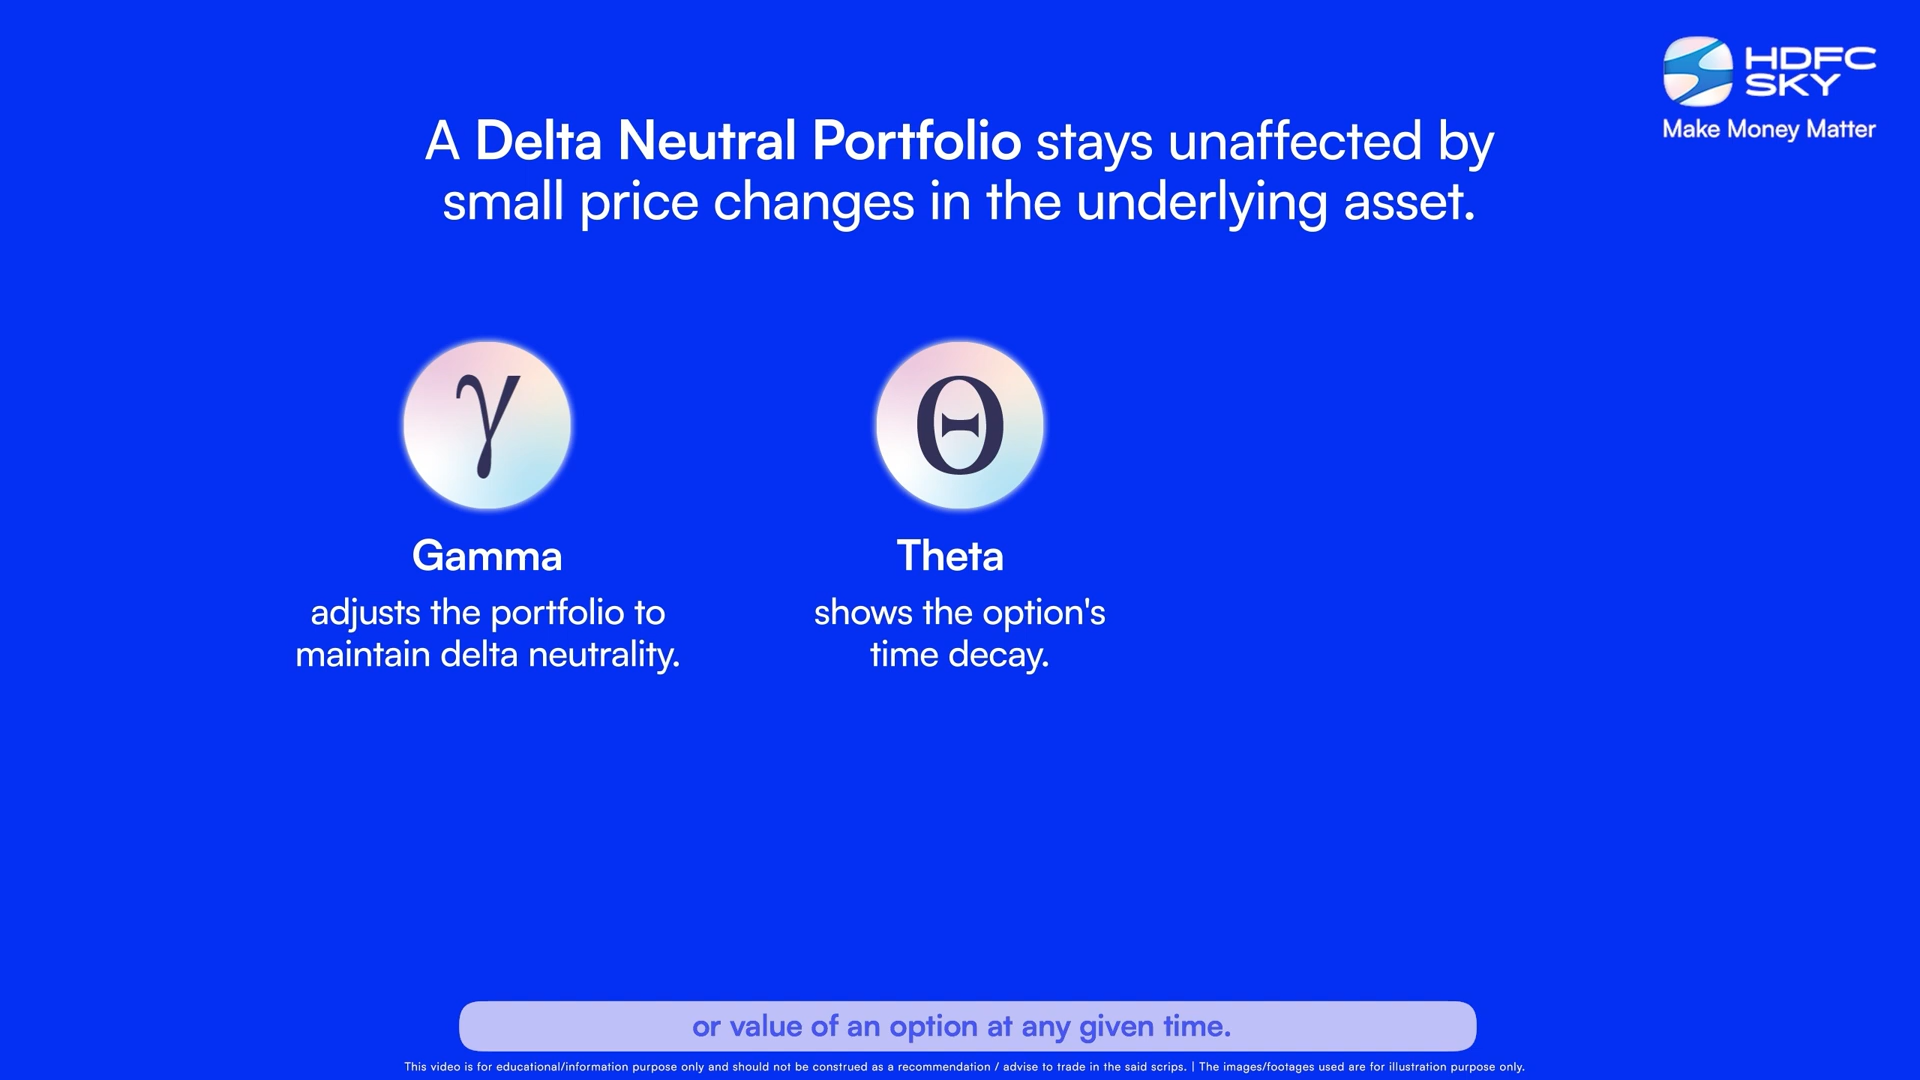 HDFC
SKY
Make Money Matter
A Delta Neutral Portfolio stays unaffected by
small price changes in the underlying asset.
γ
Θ
Gamma
Theta
adjusts the portfolio to
maintain delta neutrality.
shows the option's
time decay.
or value of an option at any given time.
This video is for educational/information purpose only and should not be construed as a recommendation / advise to trade in the said scrips. | The images/footages used are for illustration purpose only.